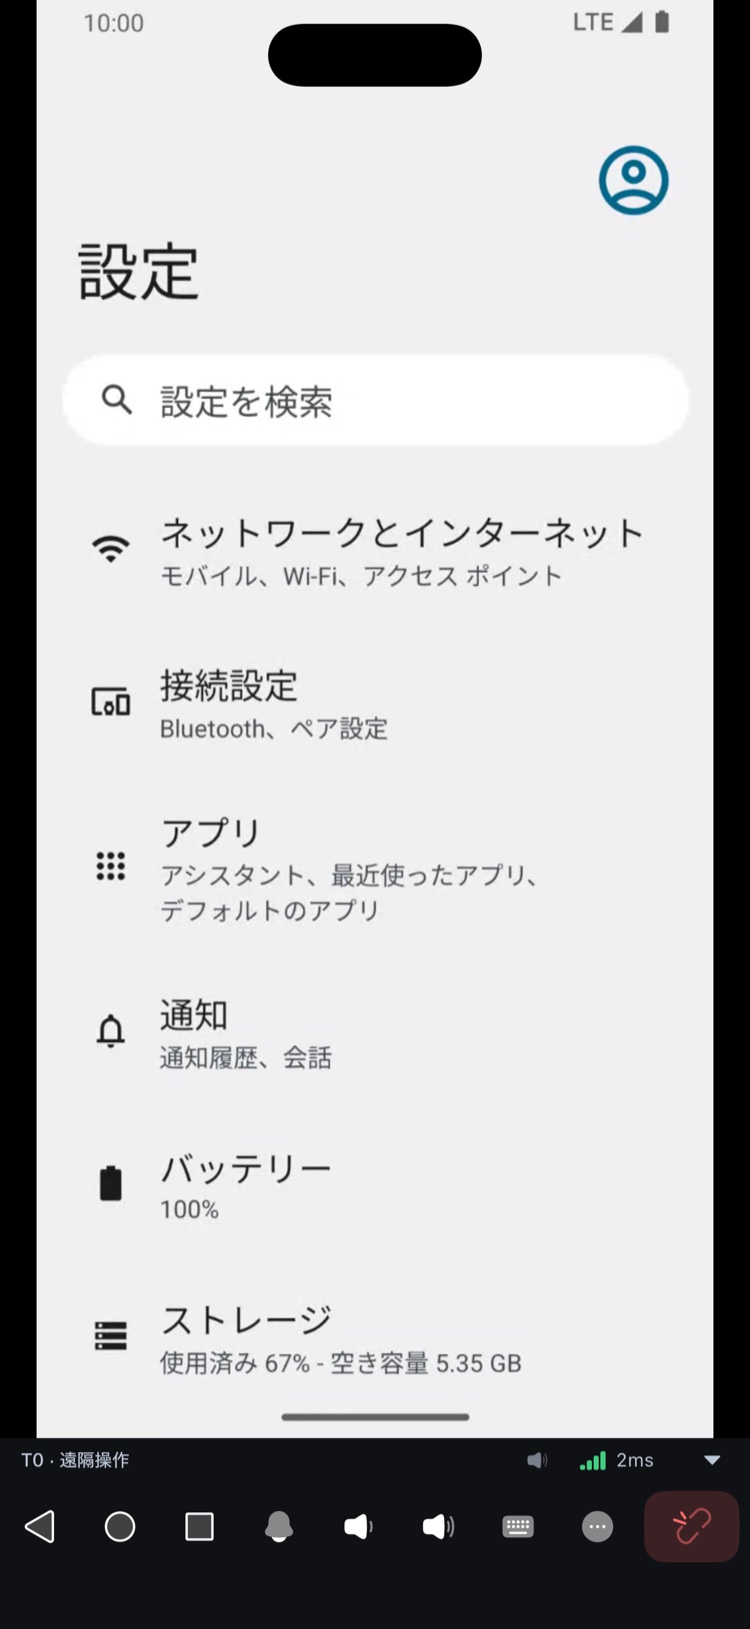 10:00
LTE
設定
設定を検索
ネットワークとインターネット
モバイル、Wi-Fi、アクセス ポイント
接続設定
Bluetooth、ペア設定
アプリ
アシスタント、最近使ったアプリ、
デフォルトのアプリ
通知
通知履歴、会話
バッテリー
100%
ストレージ
使用済み 67% - 空き容量 5.35 GB
T0 · 遠隔操作
2ms